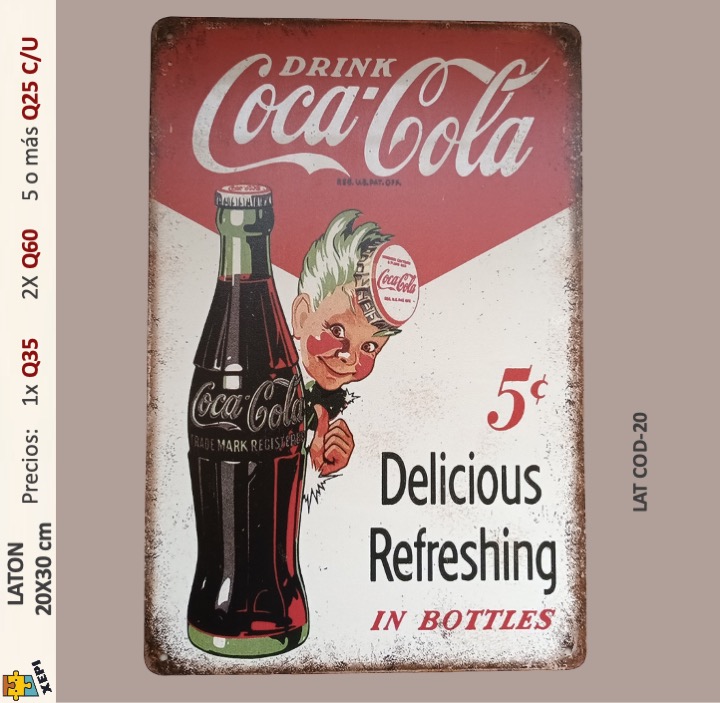 LATON
20X30 cm
Precios: 1x Q35 2X Q60 5 o más Q25 C/U
XEPI
DRINK
Coca-Cola
REG. U.S. PAT. OFF.
Coca-Cola
Coca-Cola
TRADE MARK REGISTERED
5¢
Delicious
Refreshing
IN BOTTLES
LAT COD-20